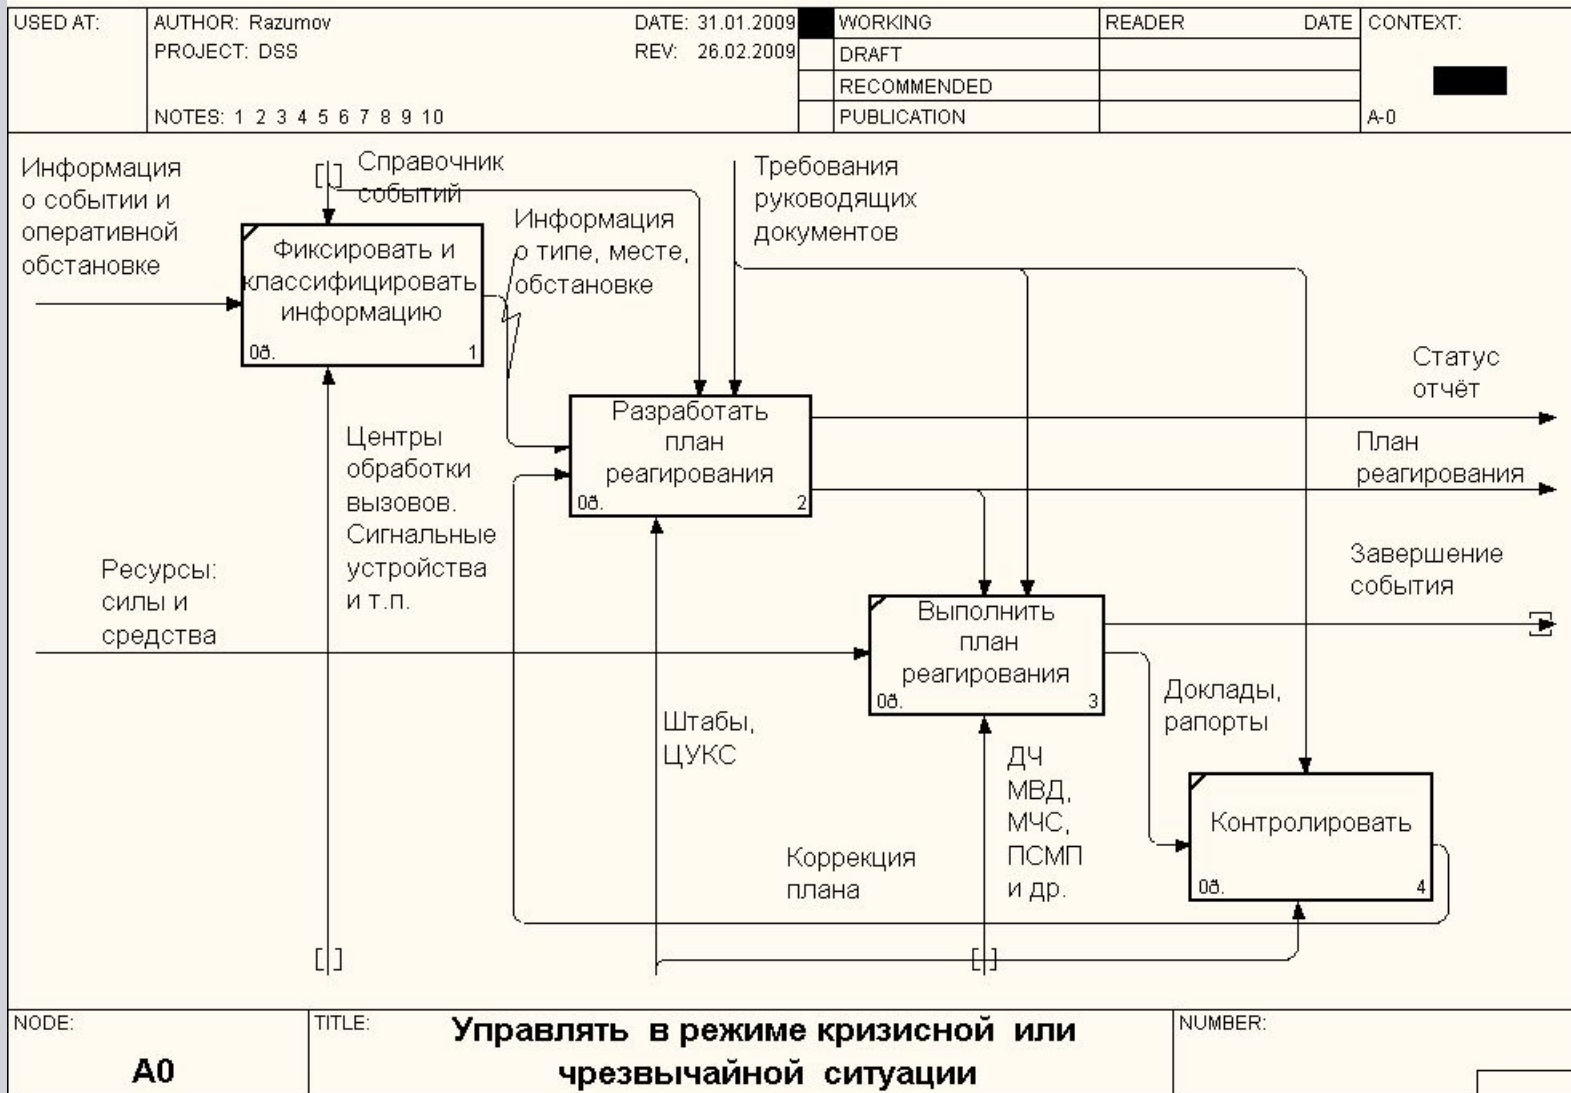 USED AT:
AUTHOR: Razumov
DATE: 31.01.2009
PROJECT: DSS
REV: 26.02.2009
NOTES: 1 2 3 4 5 6 7 8 9 10
WORKING
DRAFT
RECOMMENDED
PUBLICATION
READER
DATE
CONTEXT:
A-0
Информация
о событии и
оперативной
обстановке
Справочник
событий
Требования
руководящих
документов
Фиксировать и
классифицировать
информацию
0ð.
1
Информация
о типе, месте,
обстановке
Статус
отчёт
Разработать
план
реагирования
0ð.
2
План
реагирования
Центры
обработки
вызовов.
Сигнальные
устройства
и т.п.
Ресурсы:
силы и
средства
Завершение
события
Выполнить
план
реагирования
0ð.
3
Доклады,
рапорты
Штабы,
ЦУКС
ДЧ
МВД,
МЧС,
ПСМП
и др.
Контролировать
0ð.
4
Коррекция
плана
NODE:
A0
TITLE:
Управлять в режиме кризисной или
чрезвычайной ситуации
NUMBER: